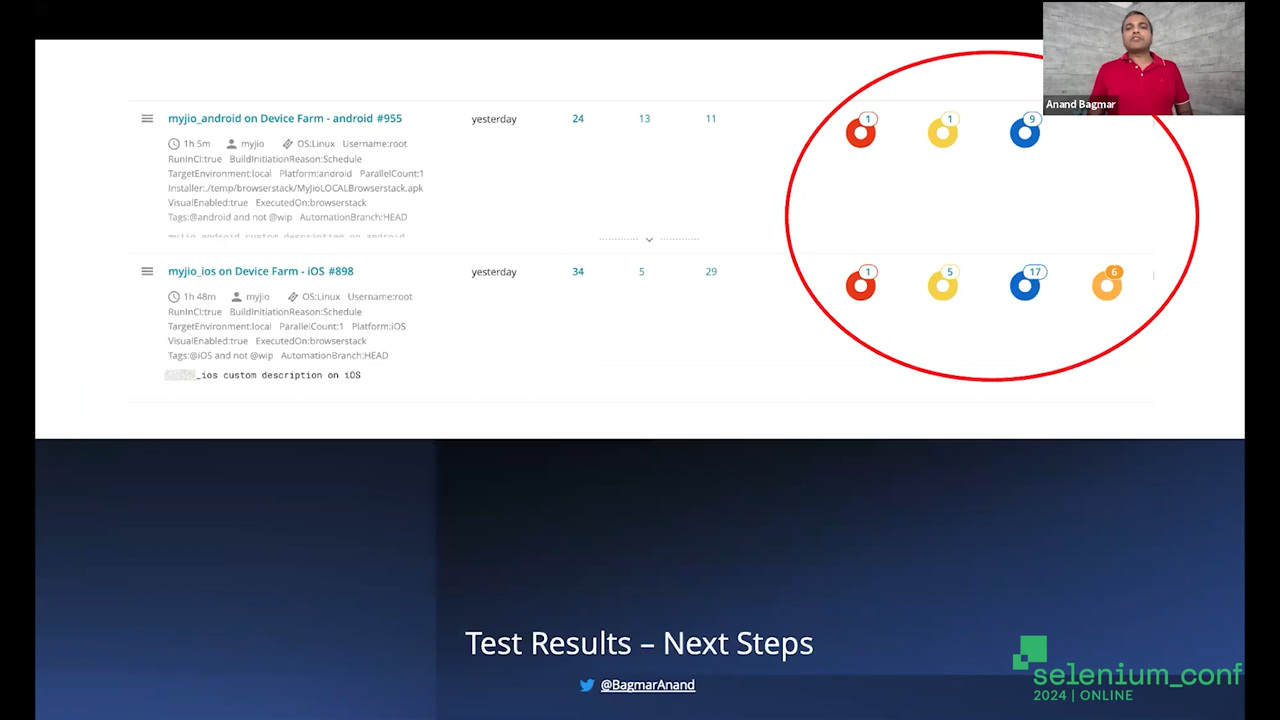 Anand Bagmar
myjio_android on Device Farm - android #955 yesterday 24 13 11 1 1 9
1h 5m myjio OS:Linux Username:root
RunInCI:true BuildInitiationReason:Schedule
TargetEnvironment:local Platform:android ParallelCount:1
Installer:./temp/browserstack/MyJioLOCALBrowserstack.apk
VisualEnabled:true ExecutedOn:browserstack
Tags:@android and not @wip AutomationBranch:HEAD
myjio_android custom description on android
myjio_ios on Device Farm - iOS #898 yesterday 34 5 29 1 5 17 6
1h 48m myjio OS:Linux Username:root
RunInCI:true BuildInitiationReason:Schedule
TargetEnvironment:local ParallelCount:1 Platform:iOS
VisualEnabled:true ExecutedOn:browserstack
Tags:@iOS and not @wip AutomationBranch:HEAD
_ios custom description on iOS
Test Results – Next Steps
@BagmarAnand
selenium_conf
2024 | ONLINE